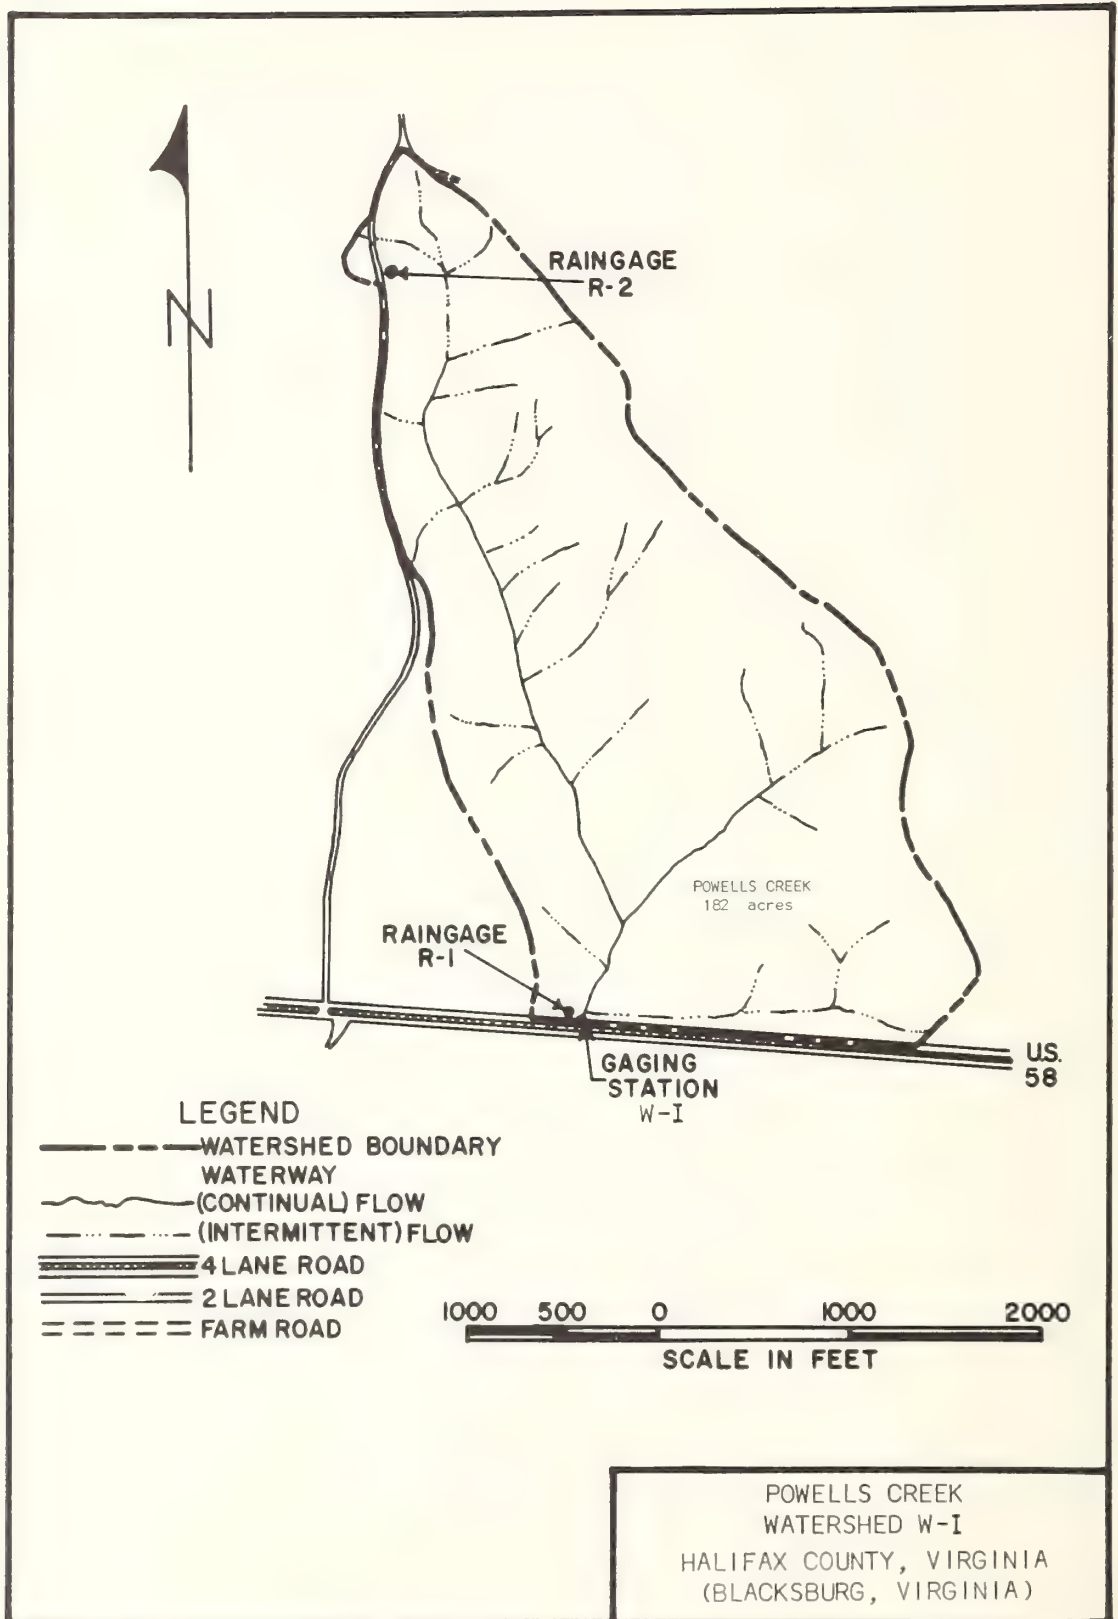 N
RAINGAGE
R-2
POWELLS CREEK
182 acres
RAINGAGE
R-1
U.S.
58
GAGING
STATION
W-I
LEGEND
WATERSHED BOUNDARY
WATERWAY
(CONTINUAL) FLOW
(INTERMITTENT) FLOW
4 LANE ROAD
2 LANE ROAD
FARM ROAD
1000 500 0 1000 2000
SCALE IN FEET
POWELLS CREEK
WATERSHED W-I
HALIFAX COUNTY, VIRGINIA
(BLACKSBURG, VIRGINIA)